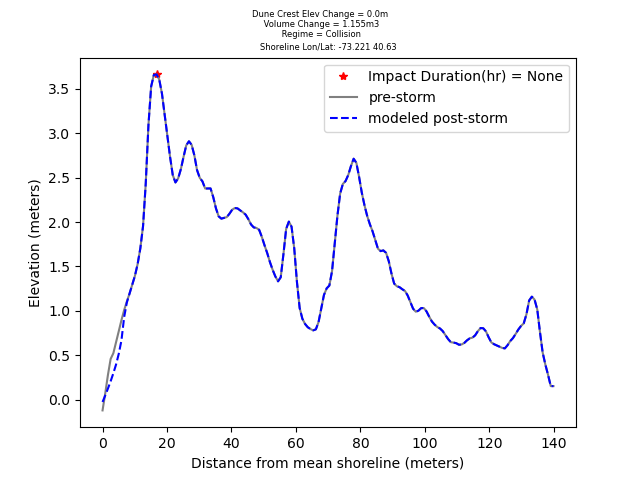 Dune Crest Elev Change = 0.0m
Volume Change = 1.155m3
Regime = Collision
Shoreline Lon/Lat: -73.221 40.63
Impact Duration(hr) = None
pre-storm
modeled post-storm
Elevation (meters)
3.5
3.0
2.5
2.0
1.5
1.0
0.5
0.0
0 20 40 60 80 100 120 140
Distance from mean shoreline (meters)